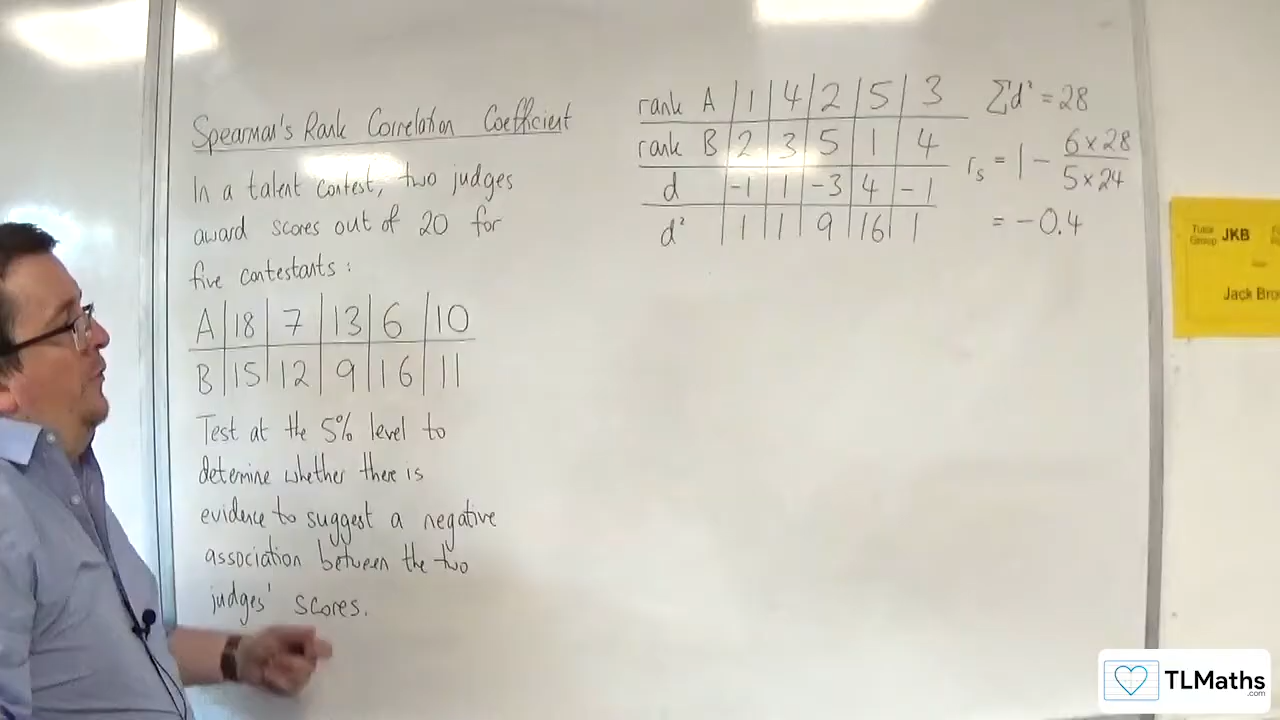 Spearman's Rank Correlation Coefficient
In a talent contest, two judges
award scores out of 20 for
five contestants:
A 18 7 13 6 10
B 15 12 9 16 11
Test at the 5% level to
determine whether there is
evidence to suggest a negative
association between the two
judges' scores.
rank A 1 4 2 5 3
rank B 2 3 5 1 4
d -1 1 -3 4 -1
d² 1 1 9 16 1
Σd² = 28
rₛ = 1 - 6×28
5×24
= -0.4
Tutor
Group JKB
Jack Bro
TLMaths
.com